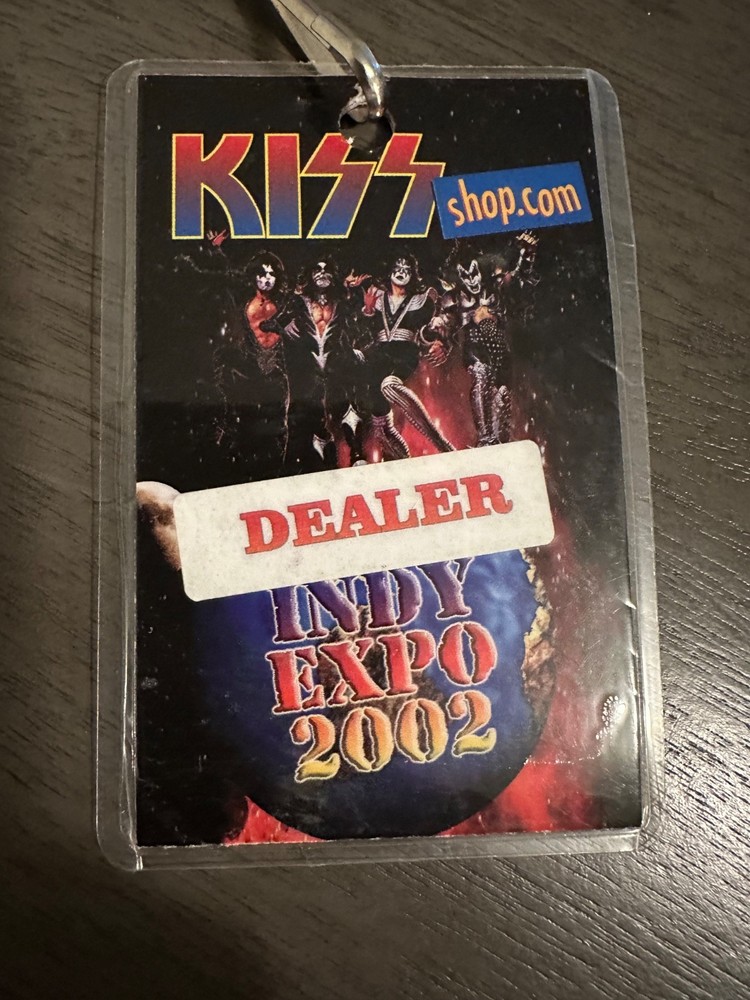 KISS
shop.com
DEALER
INDY
EXPO
2002